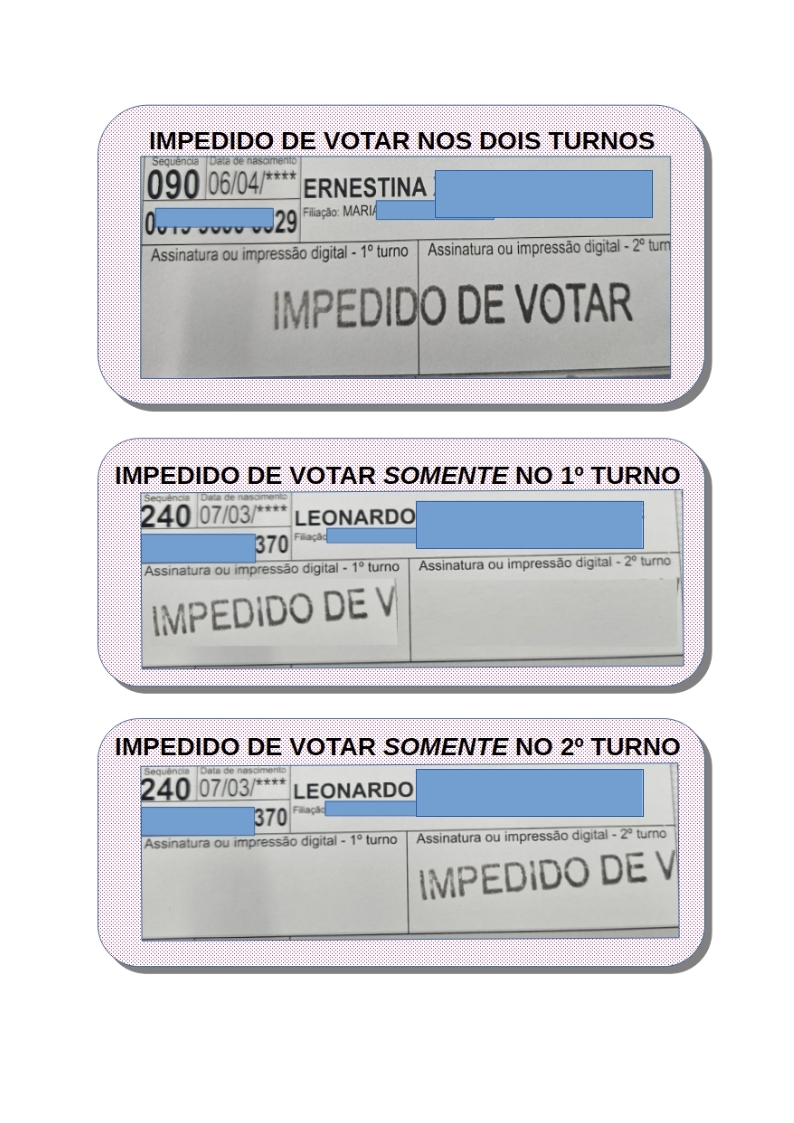 IMPEDIDO DE VOTAR NOS DOIS TURNOS
Sequência Data de nascimento
090 06/04/****
ERNESTINA
29 Filiação: MARIA
Assinatura ou impressão digital - 1º turno Assinatura ou impressão digital - 2º turn
IMPEDIDO DE VOTAR
IMPEDIDO DE VOTAR SOMENTE NO 1º TURNO
Sequência Data de nascimento
240 07/03/****
LEONARDO
370 Filiação
Assinatura ou impressão digital - 1º turno Assinatura ou impressão digital - 2º turno
IMPEDIDO DE V
IMPEDIDO DE VOTAR SOMENTE NO 2º TURNO
Sequência Data de nascimento
240 07/03/****
LEONARDO
370 Filiação
Assinatura ou impressão digital - 1º turno Assinatura ou impressão digital - 2º turno
IMPEDIDO DE V